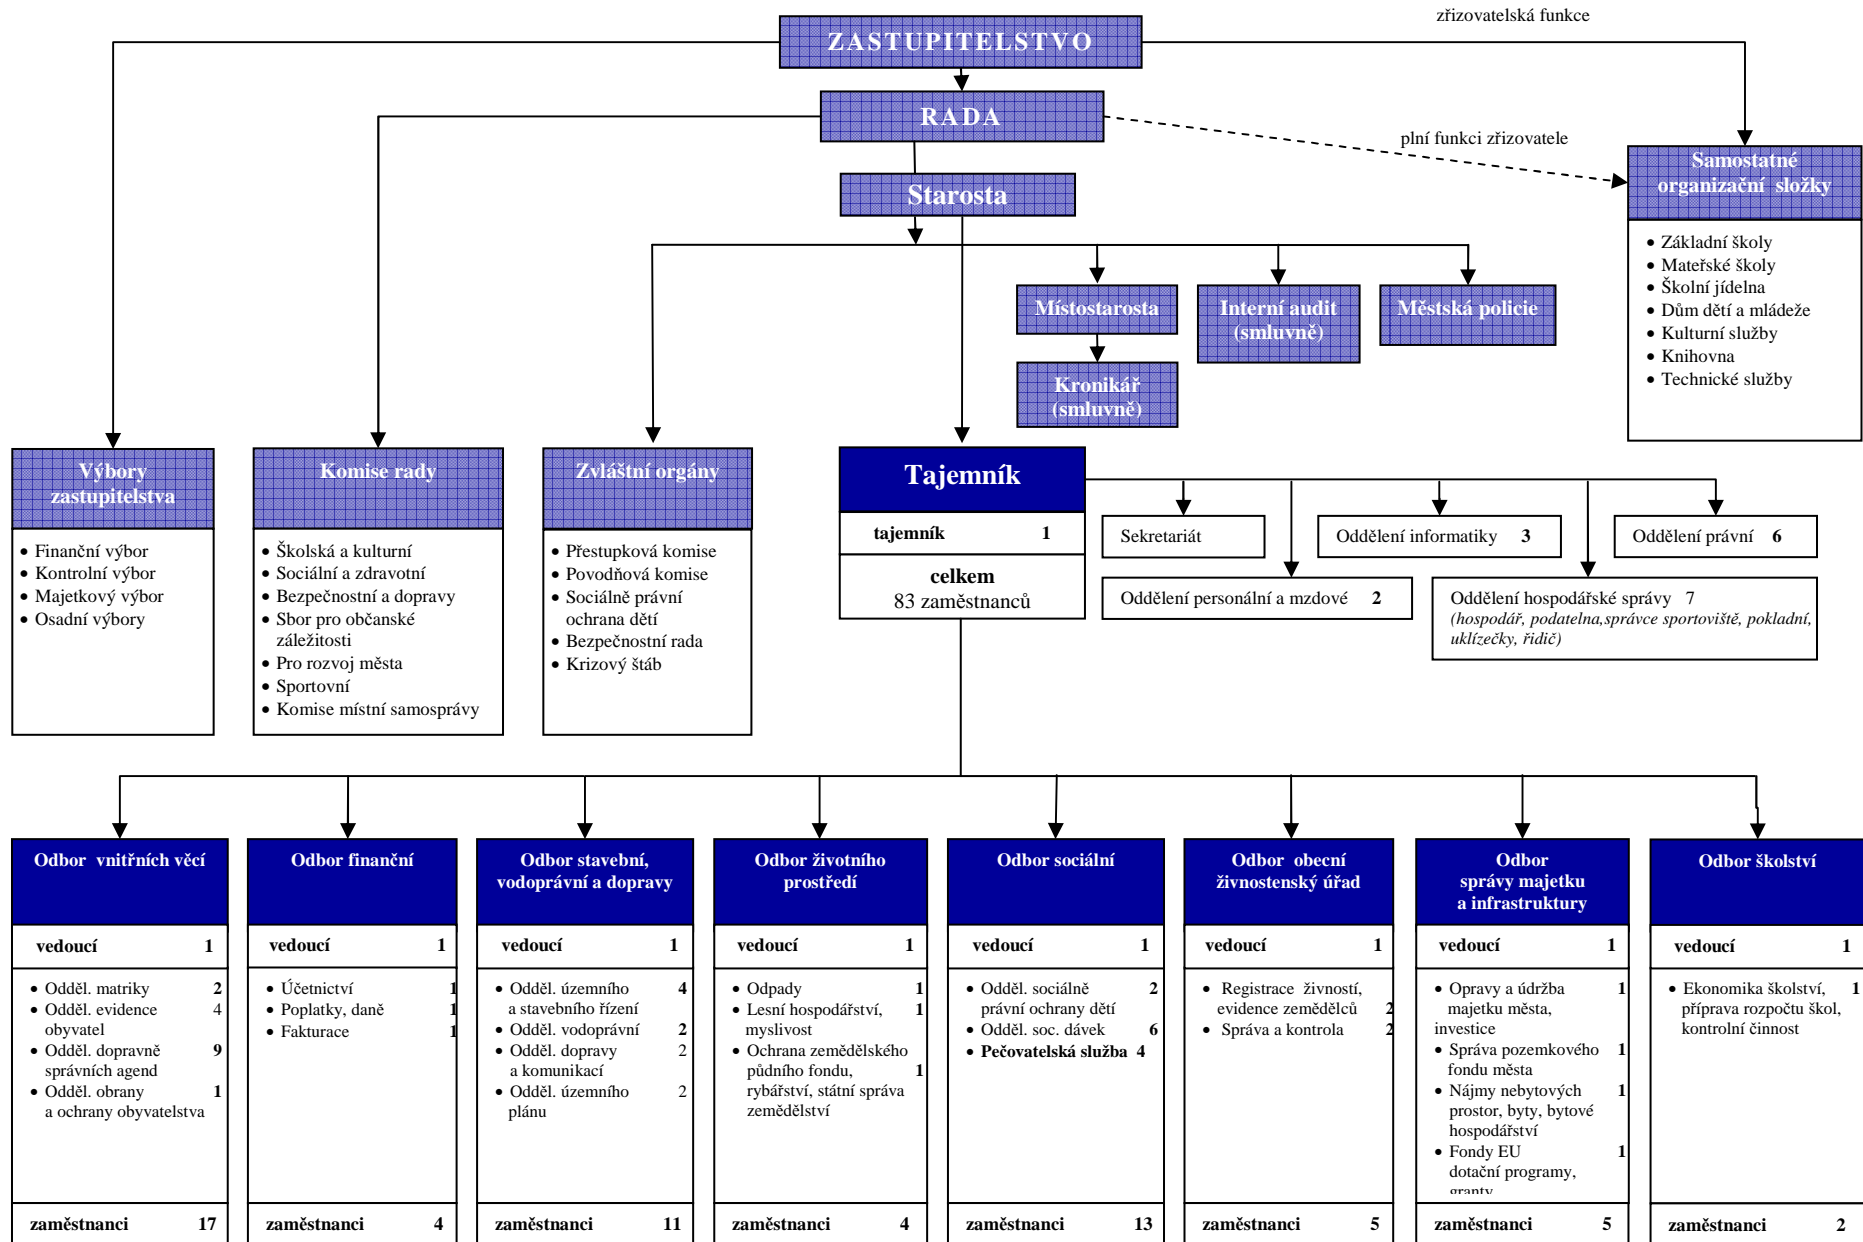 zřizovatelská funkce
ZASTUPITELSTVO
RADA
plní funkci zřizovatele
Starosta
Samostatné
organizační složky
• Základní školy
• Mateřské školy
• Školní jídelna
• Dům dětí a mládeže
• Kulturní služby
• Knihovna
• Technické služby
Místostarosta
Interní audit
(smluvně)
Městská policie
Kronikář
(smluvně)
Výbory
zastupitelstva
• Finanční výbor
• Kontrolní výbor
• Majetkový výbor
• Osadní výbory
Komise rady
• Školská a kulturní
• Sociální a zdravotní
• Bezpečnostní a dopravy
• Sbor pro občanské
záležitosti
• Pro rozvoj města
• Sportovní
• Komise místní samosprávy
Zvláštní orgány
• Přestupková komise
• Povodňová komise
• Sociálně právní
ochrana dětí
• Bezpečnostní rada
• Krizový štáb
Tajemník
tajemník 1
celkem
83 zaměstnanců
Sekretariát
Oddělení informatiky 3
Oddělení právní 6
Oddělení personální a mzdové 2
Oddělení hospodářské správy 7
(hospodář, podatelna,správce sportoviště, pokladní,
uklízečky, řidič)
Odbor vnitřních věcí
vedoucí 1
• Odděl. matriky 2
• Odděl. evidence 4
obyvatel
• Odděl. dopravně 9
správních agend
• Odděl. obrany 1
a ochrany obyvatelstva
zaměstnanci 17
Odbor finanční
vedoucí 1
• Účetnictví 1
• Poplatky, daně 1
• Fakturace 1
zaměstnanci 4
Odbor stavební,
vodoprávní a dopravy
vedoucí 1
• Odděl. územního 4
a stavebního řízení
• Odděl. vodoprávní 2
• Odděl. dopravy 2
a komunikací
• Odděl. územního 2
plánu
zaměstnanci 11
Odbor životního
prostředí
vedoucí 1
• Odpady 1
• Lesní hospodářství, 1
myslivost
• Ochrana zemědělského
půdního fondu, 1
rybářství, státní správa
zemědělství
zaměstnanci 4
Odbor sociální
vedoucí 1
• Odděl. sociálně 2
právní ochrany dětí
• Odděl. soc. dávek 6
• Pečovatelská služba 4
zaměstnanci 13
Odbor obecní
živnostenský úřad
vedoucí 1
• Registrace živností,
evidence zemědělců 2
• Správa a kontrola 2
zaměstnanci 5
Odbor
správy majetku
a infrastruktury
vedoucí 1
• Opravy a údržba 1
majetku města,
investice
• Správa pozemkového 1
fondu města
• Nájmy nebytových 1
prostor, byty, bytové
hospodářství
• Fondy EU 1
dotační programy,
granty
zaměstnanci 5
Odbor školství
vedoucí 1
• Ekonomika školství, 1
příprava rozpočtu škol,
kontrolní činnost
zaměstnanci 2